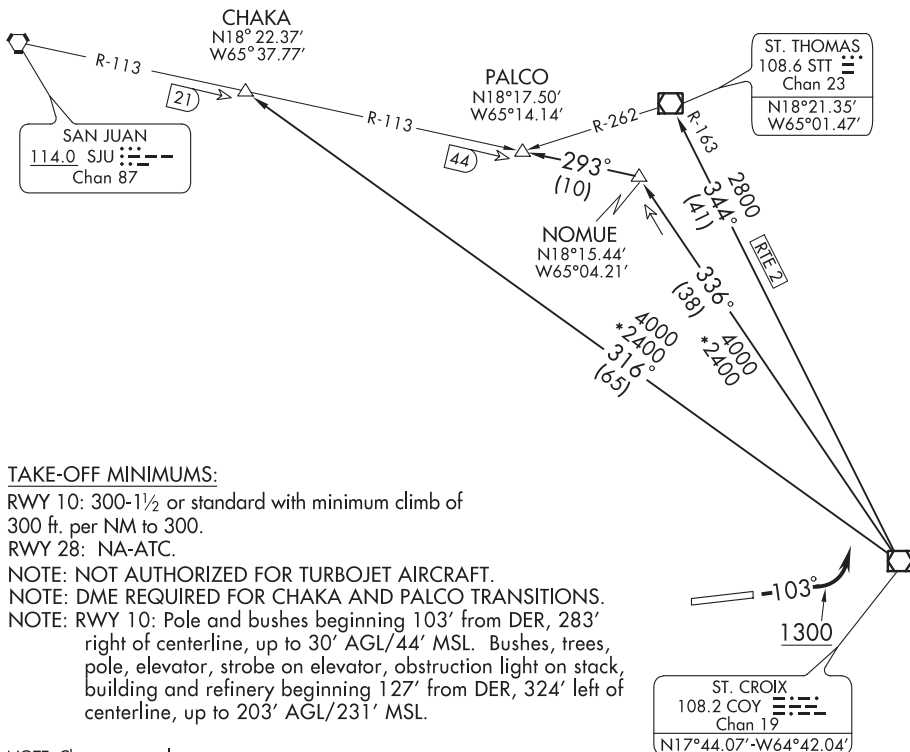 CHAKA
N18° 22.37'
W65° 37.77'
R-113
21
SAN JUAN
114.0 SJU
Chan 87
PALCO
N18°17.50'
W65°14.14'
R-113
44
R-262
ST. THOMAS
108.6 STT
Chan 23
N18°21.35'
W65°01.47'
R-163
293°
(10)
NOMUE
N18°15.44'
W65°04.21'
2800
344°
(41)
RTE 2
336°
(38)
4000
*2400
4000
*2400
316°
(65)
TAKE-OFF MINIMUMS:
RWY 10: 300-1½ or standard with minimum climb of
300 ft. per NM to 300.
RWY 28: NA-ATC.
NOTE: NOT AUTHORIZED FOR TURBOJET AIRCRAFT.
NOTE: DME REQUIRED FOR CHAKA AND PALCO TRANSITIONS.
NOTE: RWY 10: Pole and bushes beginning 103' from DER, 283'
right of centerline, up to 30' AGL/44' MSL. Bushes, trees,
pole, elevator, strobe on elevator, obstruction light on stack,
building and refinery beginning 127' from DER, 324' left of
centerline, up to 203' AGL/231' MSL.
103°
1300
ST. CROIX
108.2 COY
Chan 19
N17°44.07'-W64°42.04'